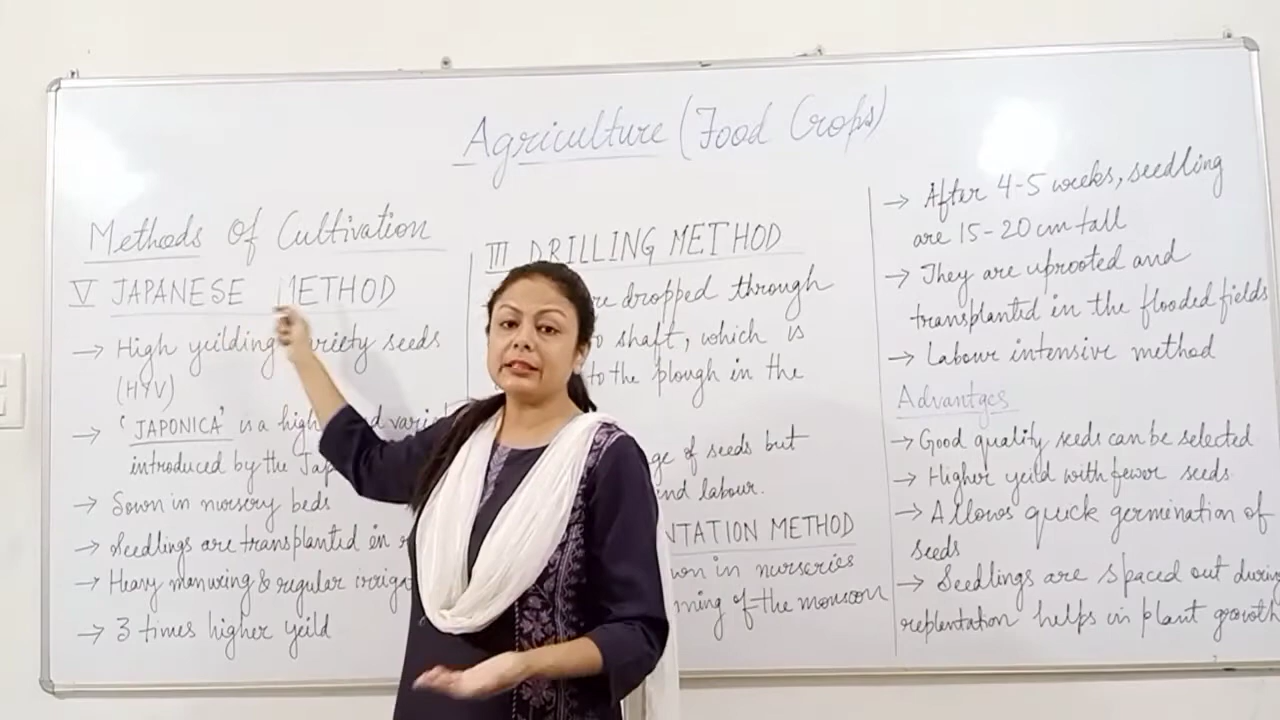 Agriculture (Food Crops)
Methods of Cultivation
V JAPANESE METHOD
→ High yeilding seeds
(HYV)
→ 'JAPONICA' is a
introduced by the
→ Sown in nursery beds
→ Seedlings are transplanted in
→ Heavy manuring & regular
→ 3 times higher yeild
III DRILLING METHOD
dropped through
shaft, which is
to the plough in the
of seeds but
labour.
METHOD
in nurseries
of the monsoon
→ After 4-5 weeks, seedling
are 15-20 cm tall
→ They are uprooted and
transplanted in the flooded fields
→ Labour intensive method
Advantges
→ Good quality seeds can be selected
→ Higher yeild with fewer seeds
→ Allows quick germination of
seeds
→ Seedlings are spaced out during
replantation helps in plant growth